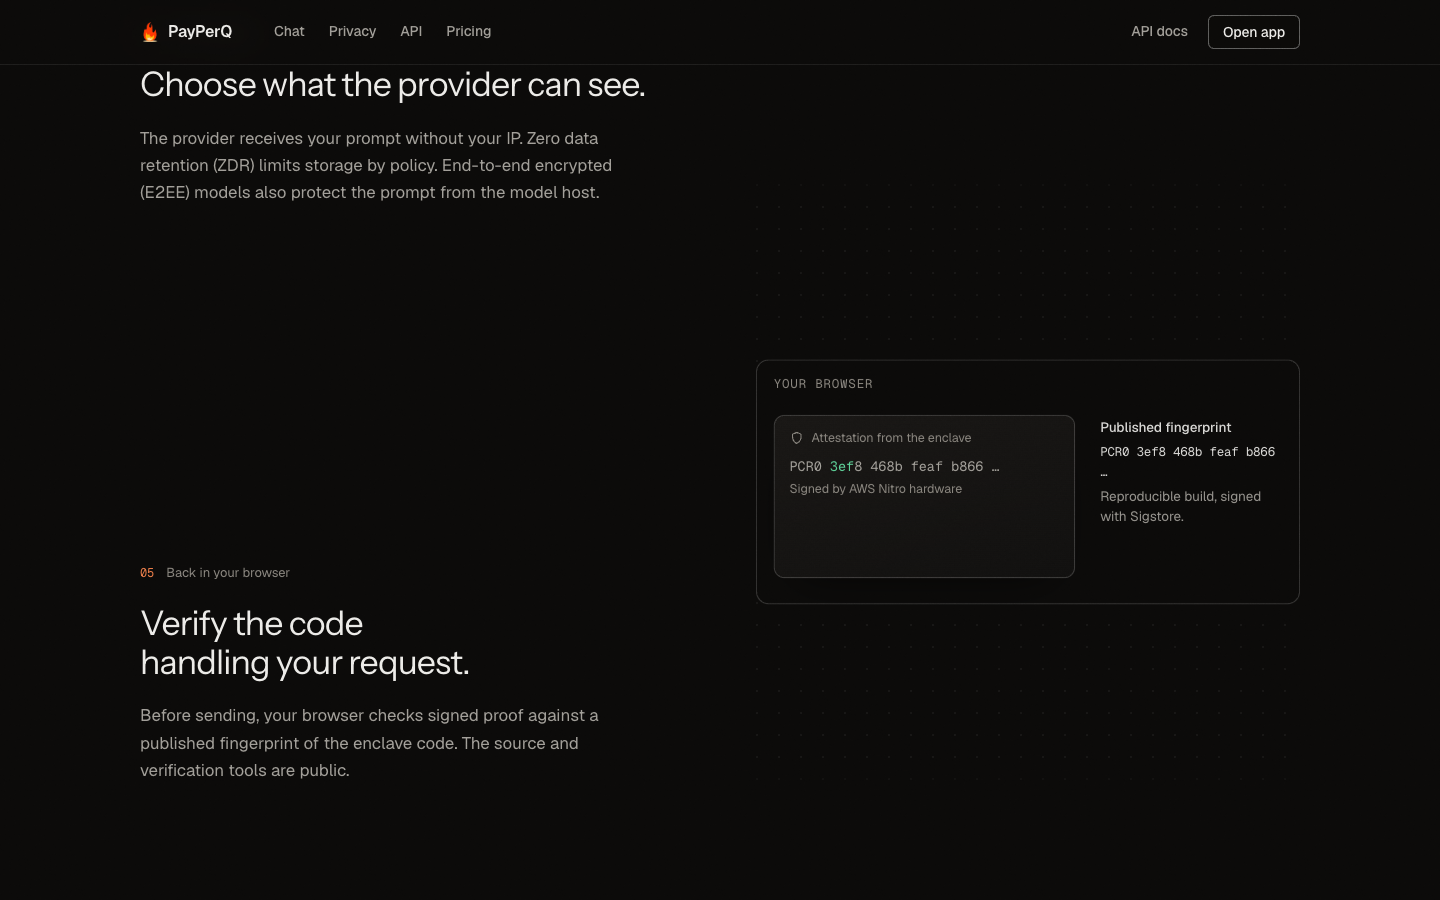 PayPerQ
Chat
Privacy
API
Pricing
API docs
Open app
Choose what the provider can see.
The provider receives your prompt without your IP. Zero data
retention (ZDR) limits storage by policy. End-to-end encrypted
(E2EE) models also protect the prompt from the model host.
YOUR BROWSER
Attestation from the enclave
PCR0 3ef8 468b feaf b866 …
Signed by AWS Nitro hardware
Published fingerprint
PCR0 3ef8 468b feaf b866
…
Reproducible build, signed
with Sigstore.
05 Back in your browser
Verify the code
handling your request.
Before sending, your browser checks signed proof against a
published fingerprint of the enclave code. The source and
verification tools are public.